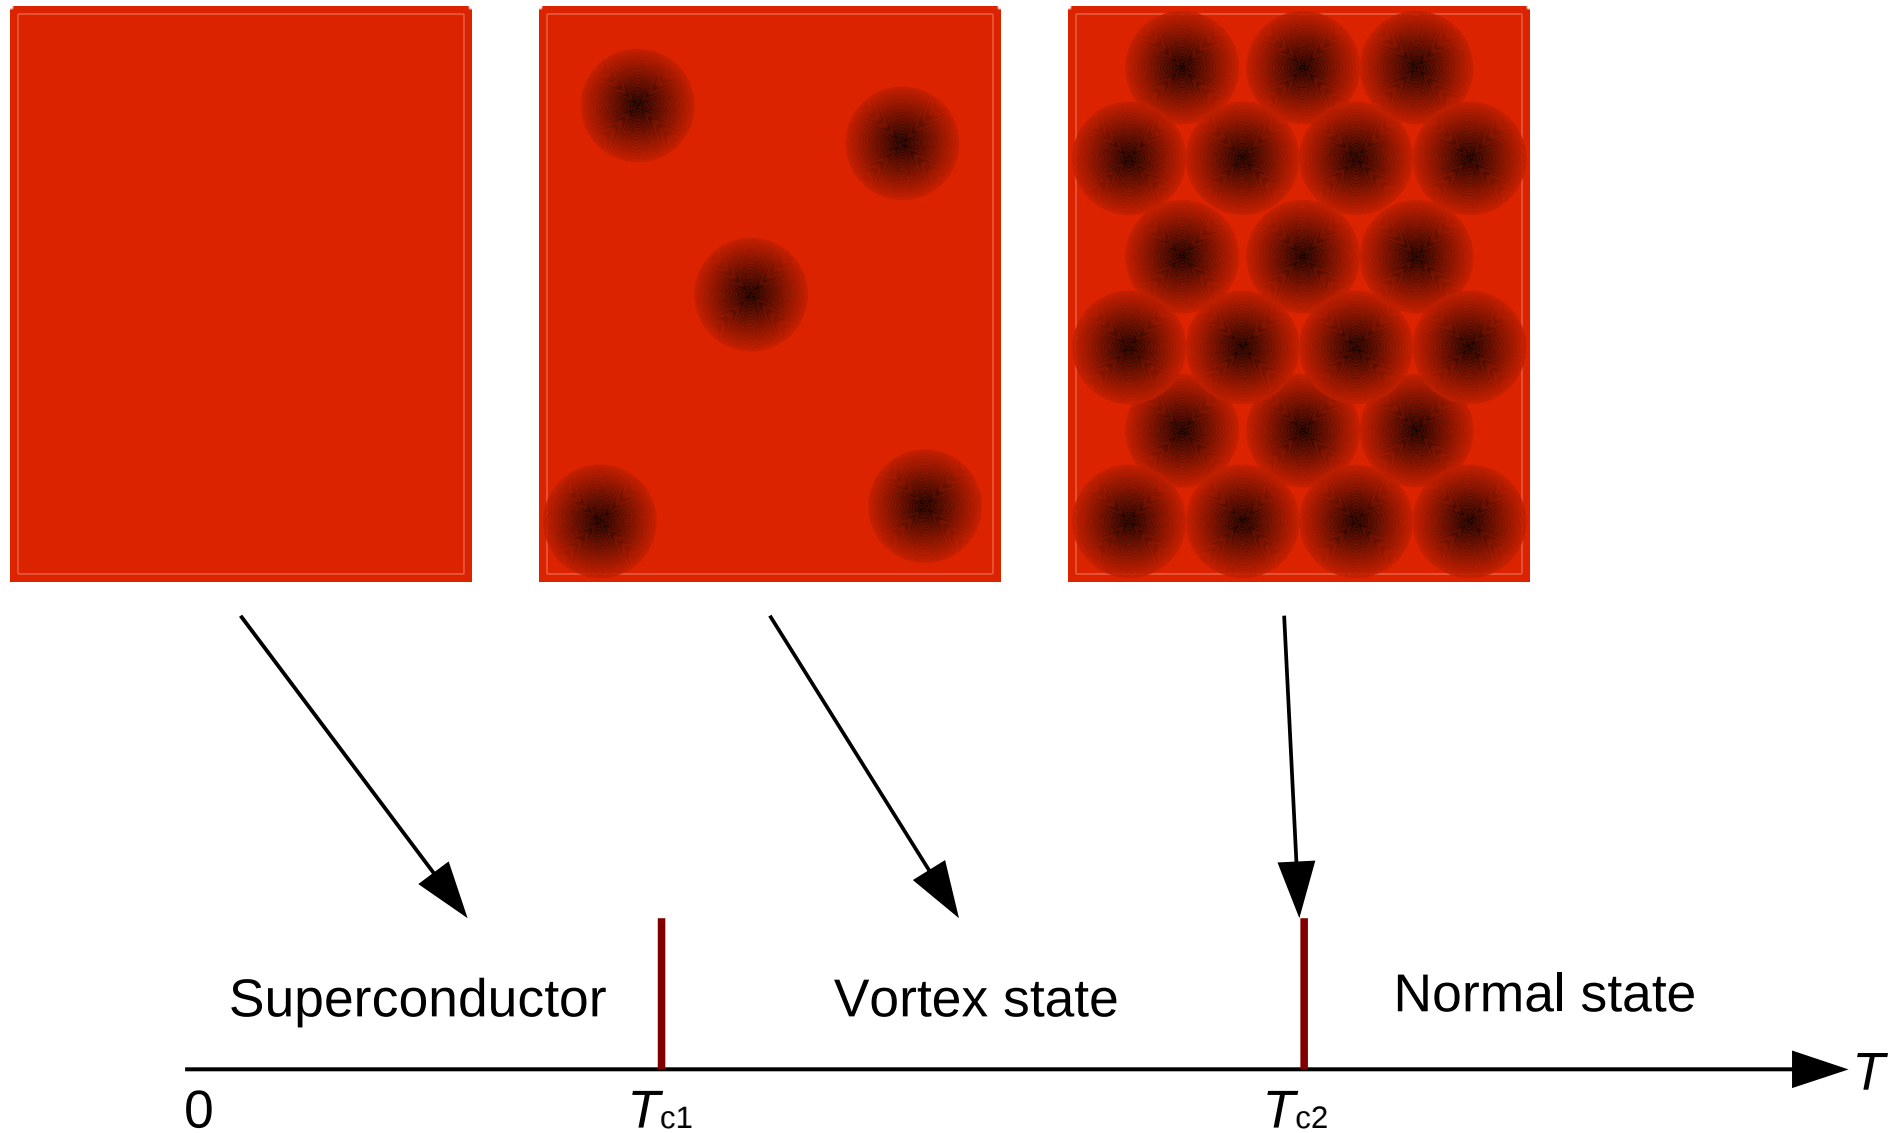 Superconductor
Vortex state
Normal state
T
0
Tc1
Tc2